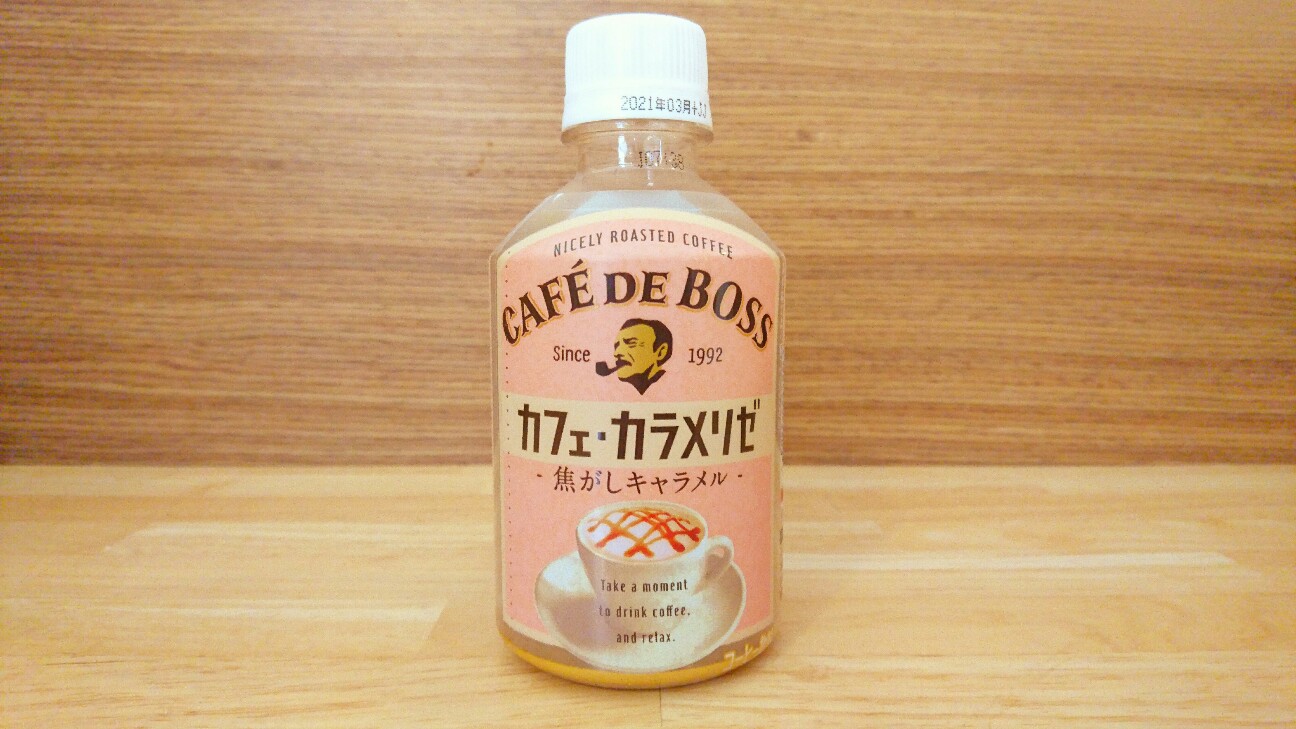 2021年03月+JJ
NICELY ROASTED COFFEE
CAFÉ DE BOSS
Since 1992
カフェ・カラメリゼ
- 焦がしキャラメル -
Take a moment
to drink coffee,
and relax.